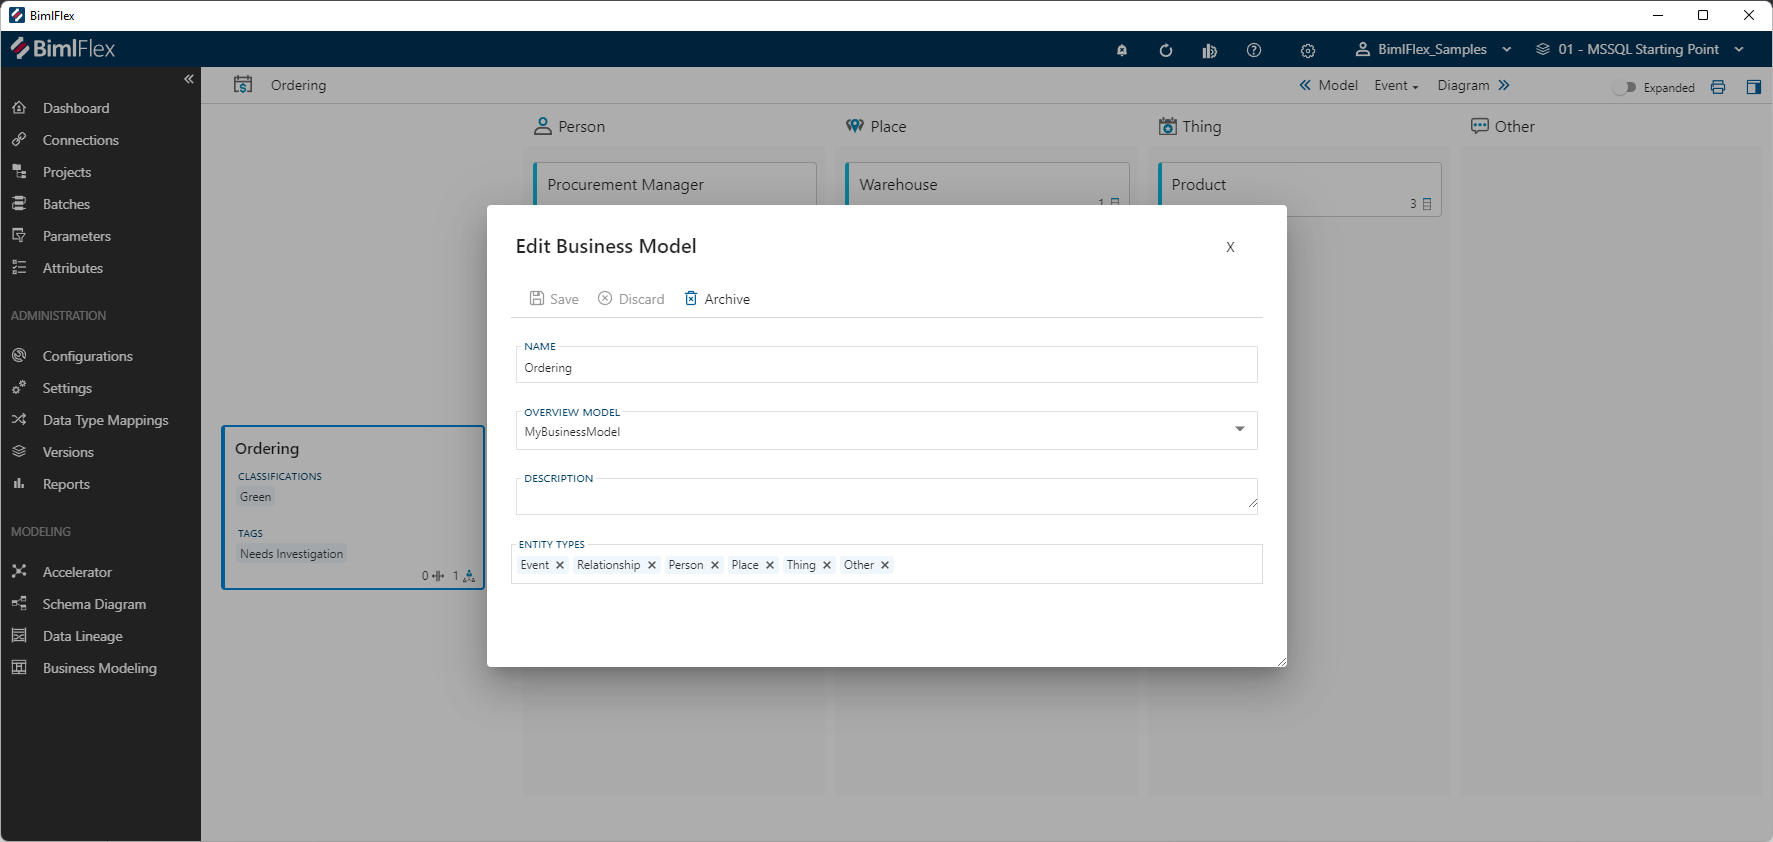 BimlFlex
BimlFlex
BimlFlex_Samples
01 - MSSQL Starting Point
Dashboard
Connections
Projects
Batches
Parameters
Attributes
ADMINISTRATION
Configurations
Settings
Data Type Mappings
Versions
Reports
MODELING
Accelerator
Schema Diagram
Data Lineage
Business Modeling
Ordering
Model
Event
Diagram
Expanded
Person
Place
Thing
Other
Procurement Manager
Warehouse
1
Product
3
Ordering
CLASSIFICATIONS
Green
TAGS
Needs Investigation
0 1
Edit Business Model
X
Save
Discard
Archive
NAME
Ordering
OVERVIEW MODEL
MyBusinessModel
DESCRIPTION
ENTITY TYPES
Event × Relationship × Person × Place × Thing × Other ×